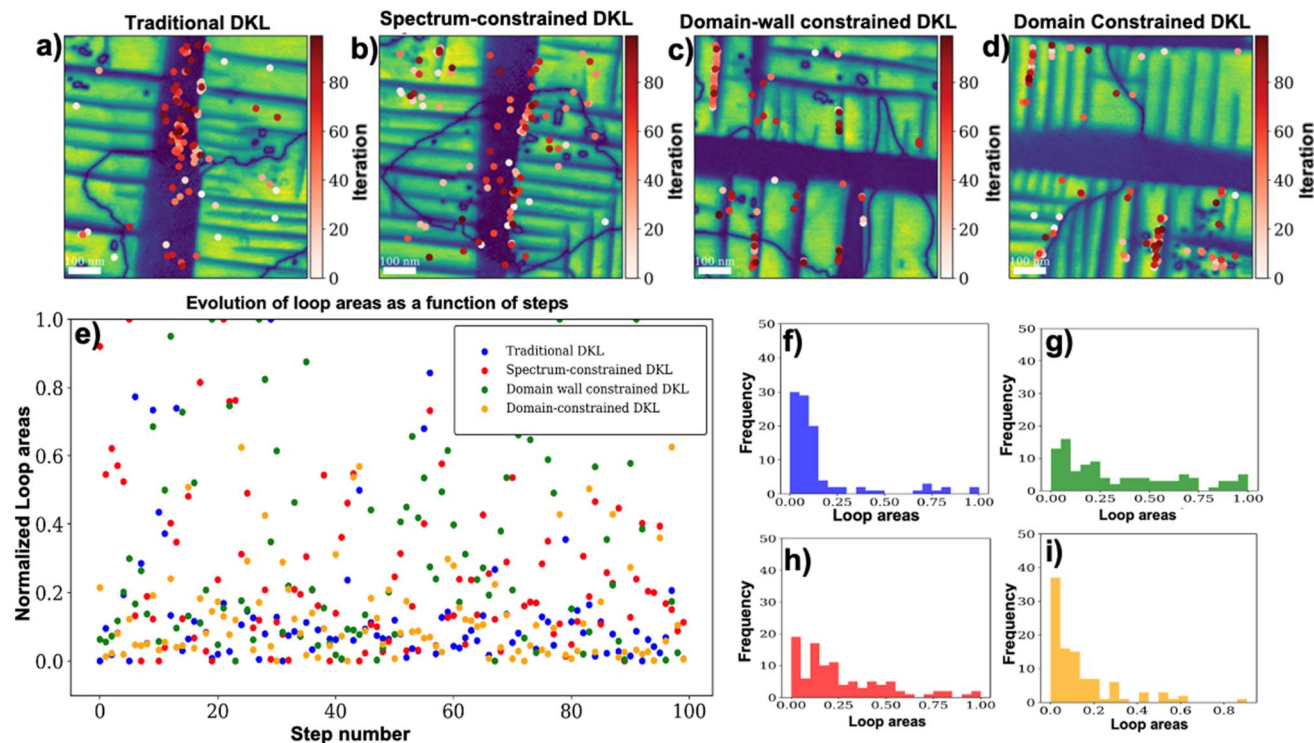 Traditional DKL
Spectrum-constrained DKL
Domain-wall constrained DKL
Domain Constrained DKL
a)
b)
c)
d)
80
60
40
20
0
Iteration
80
60
40
20
0
Iteration
80
60
40
20
0
Iteration
80
60
40
20
0
Iteration
100 nm
100 nm
100 nm
100 nm
Evolution of loop areas as a function of steps
e)
Normalized Loop areas
1.0
0.8
0.6
0.4
0.2
0.0
Traditional DKL
Spectrum-constrained DKL
Domain wall constrained DKL
Domain-constrained DKL
0 20 40 60 80 100
Step number
f)
Frequency
50
40
30
20
10
0
0.00 0.25 0.50 0.75 1.00
Loop areas
g)
Frequency
50
40
30
20
10
0
0.00 0.25 0.50 0.75 1.00
Loop areas
h)
Frequency
50
40
30
20
10
0
0.00 0.25 0.50 0.75 1.00
Loop areas
i)
Frequency
50
40
30
20
10
0
0.0 0.2 0.4 0.6 0.8
Loop areas